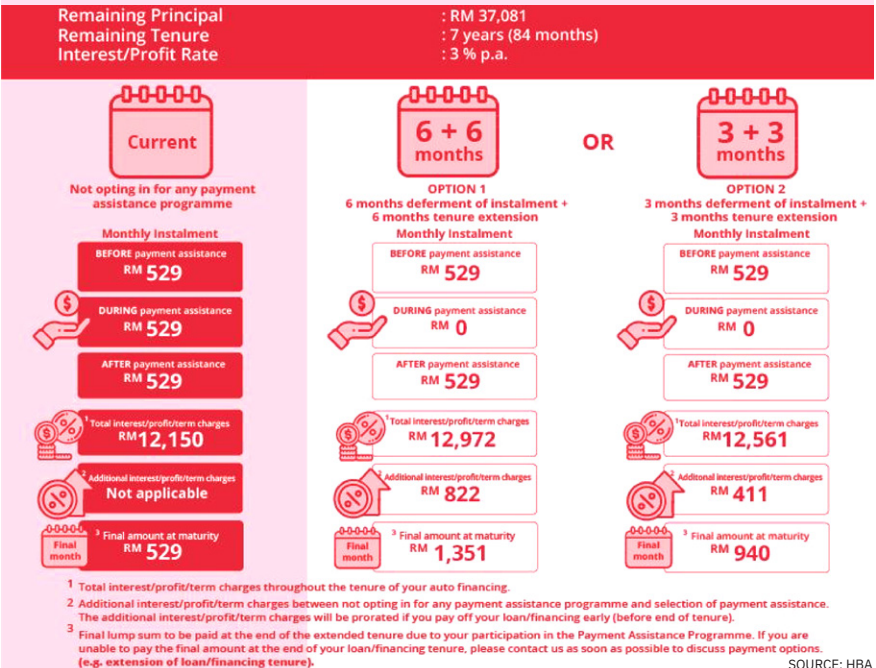 Remaining Principal : RM 37,081
Remaining Tenure : 7 years (84 months)
Interest/Profit Rate : 3 % p.a.
Current
Not opting in for any payment
assistance programme
Monthly Instalment
BEFORE payment assistance
RM 529
$
DURING payment assistance
RM 529
AFTER payment assistance
RM 529
$ %
1 Total interest/profit/term charges
RM12,150
%
2 Additional interest/profit/term charges
Not applicable
Final
month
3 Final amount at maturity
RM 529
6 + 6
months
OPTION 1
6 months deferment of instalment +
6 months tenure extension
Monthly Instalment
BEFORE payment assistance
RM 529
$
DURING payment assistance
RM 0
AFTER payment assistance
RM 529
$ %
1 Total interest/profit/term charges
RM 12,972
%
2 Additional interest/profit/term charges
RM 822
Final
month
3 Final amount at maturity
RM 1,351
OR
3 + 3
months
OPTION 2
3 months deferment of instalment +
3 months tenure extension
Monthly Instalment
BEFORE payment assistance
RM 529
$
DURING payment assistance
RM 0
AFTER payment assistance
RM 529
$ %
1 Total interest/profit/term charges
RM12,561
%
2 Additonal interest/profit/term charges
RM 411
Final
month
3 Final amount at maturity
RM 940
1 Total interest/profit/term charges throughout the tenure of your auto financing.
2 Additional interest/profit/term charges between not opting in for any payment assistance programme and selection of payment assistance.
The additional interest/profit/term charges will be prorated if you pay off your loan/financing early (before end of tenure).
3 Final lump sum to be paid at the end of the extended tenure due to your participation in the Payment Assistance Programme. If you are
unable to pay the final amount at the end of your loan/financing tenure, please contact us as soon as possible to discuss payment options.
(e.g. extension of loan/financing tenure).
SOURCE: HBA